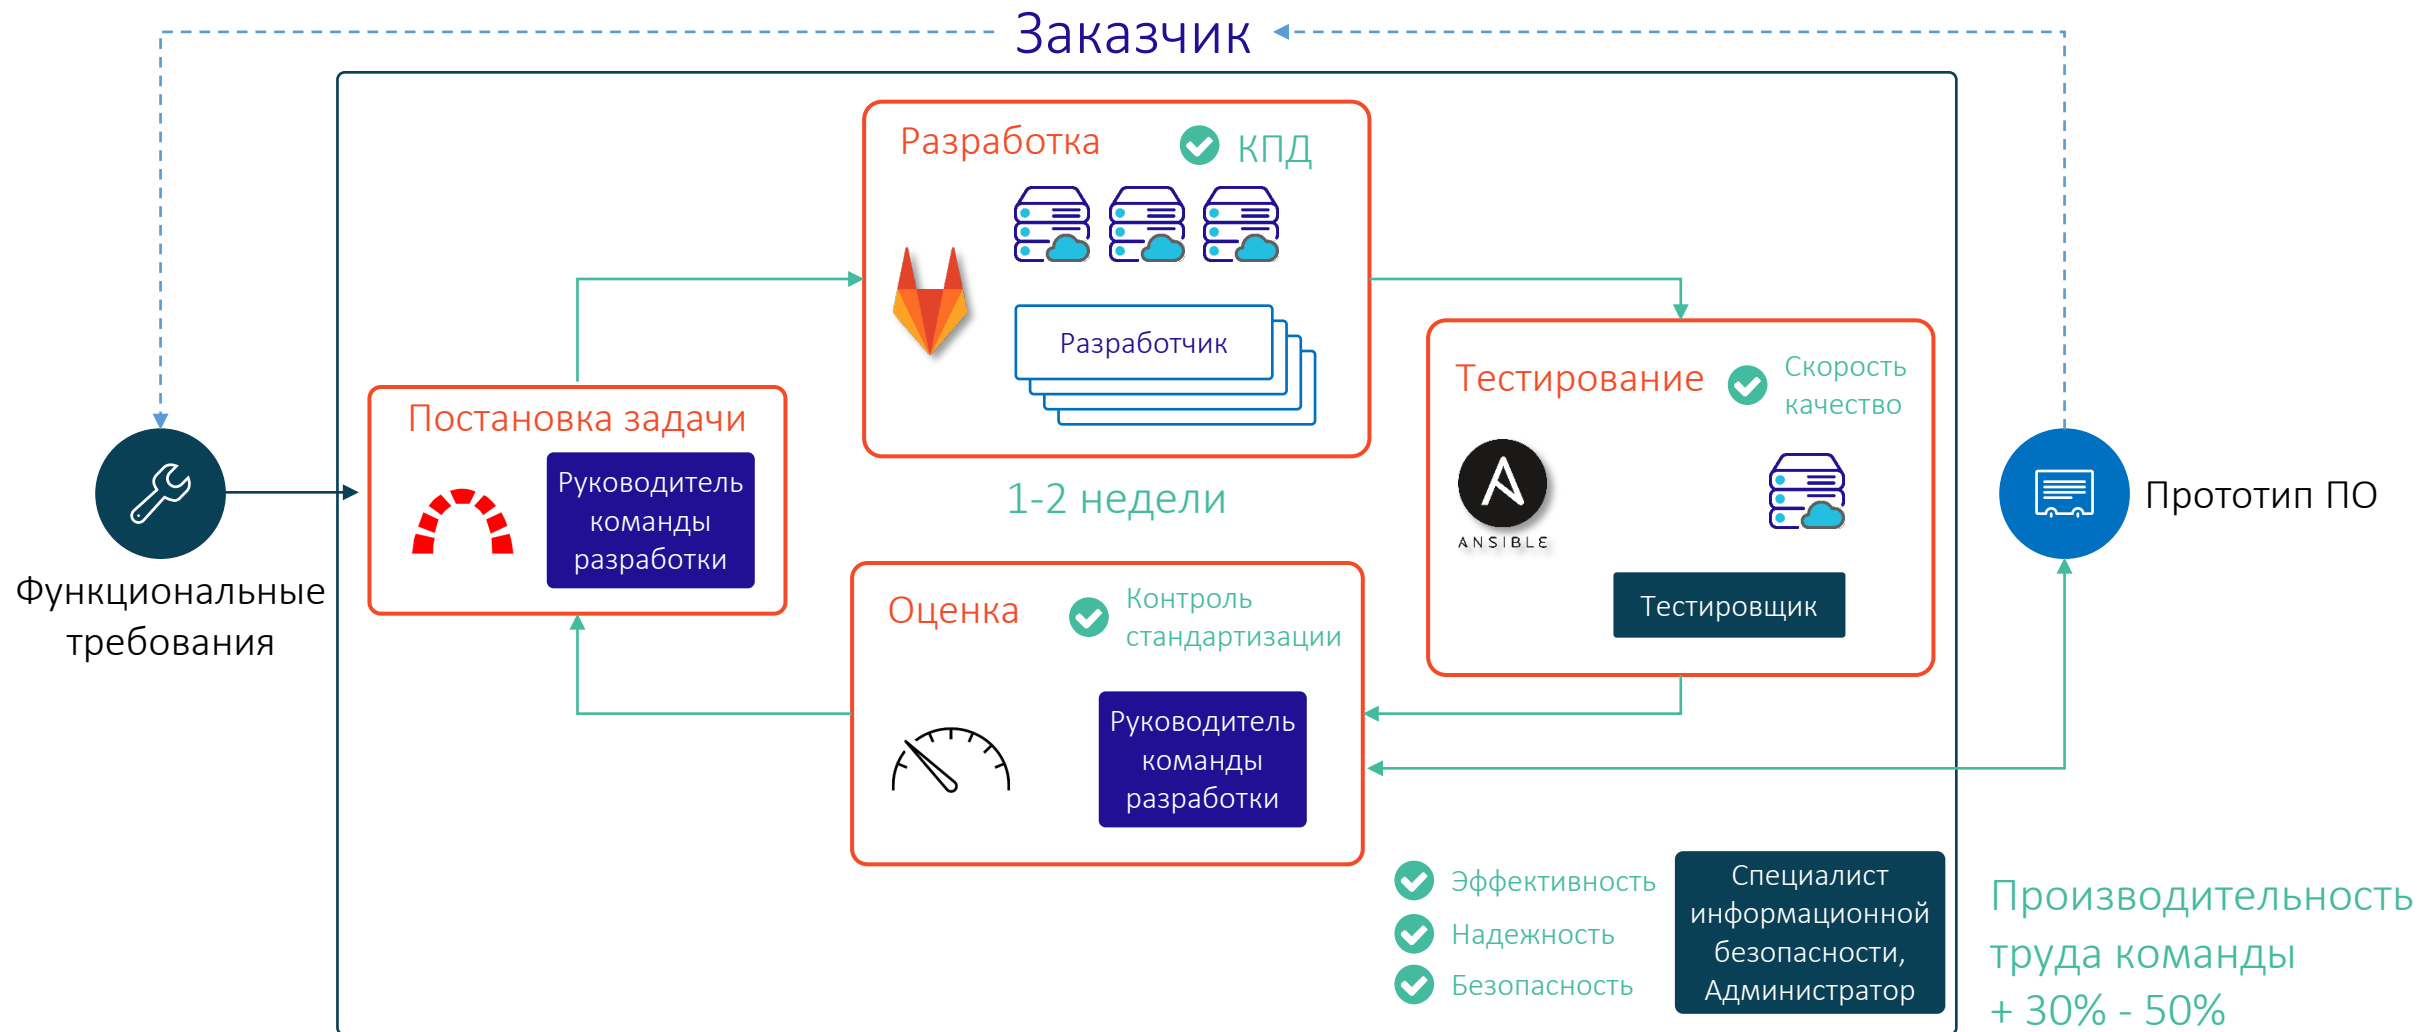 Заказчик
Разработка
КПД
Разработчик
Постановка задачи
Руководитель
команды
разработки
Функциональные
требования
1-2 недели
Тестирование
Скорость
качество
ANSIBLE
Тестировщик
Прототип ПО
Оценка
Контроль
стандартизации
Руководитель
команды
разработки
Эффективность
Надежность
Безопасность
Специалист
информационной
безопасности,
Администратор
Производительность
труда команды
+ 30% - 50%